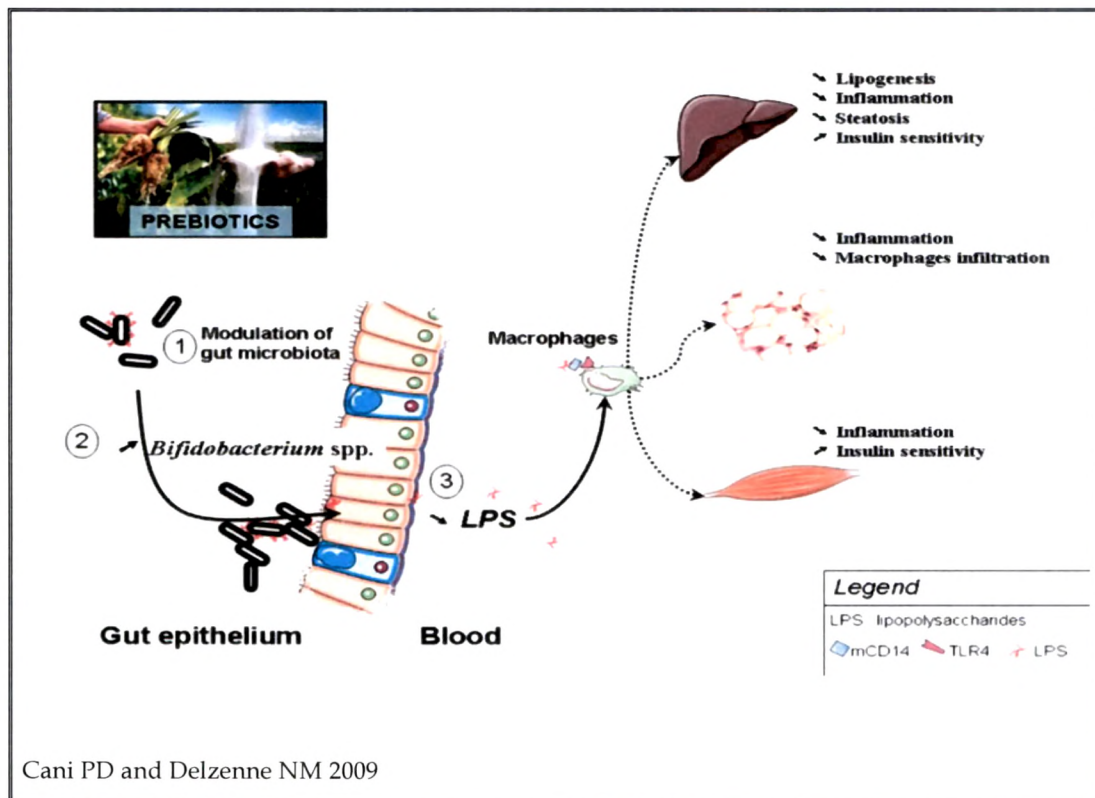 PREBIOTICS
↘ Lipogenesis
↘ Inflammation
↘ Steatosis
↗ Insulin sensitivity
↘ Inflammation
↘ Macrophages infiltration
1 Modulation of
gut microbiota
Macrophages
2 ↗ Bifidobacterium spp.
↘ Inflammation
↗ Insulin sensitivity
3
↘ LPS
Gut epithelium
Blood
Legend
LPS lipopolysaccharides
mCD14 TLR4 LPS
Cani PD and Delzenne NM 2009